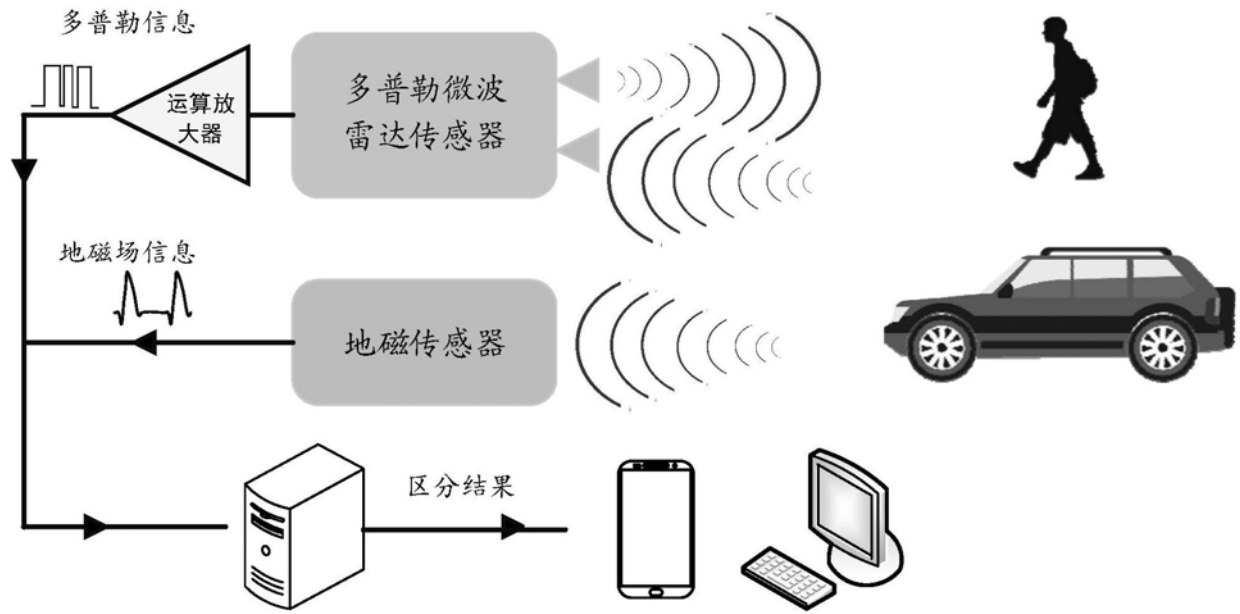 多普勒信息
运算放
大器
多普勒微波
雷达传感器
地磁场信息
地磁传感器
区分结果